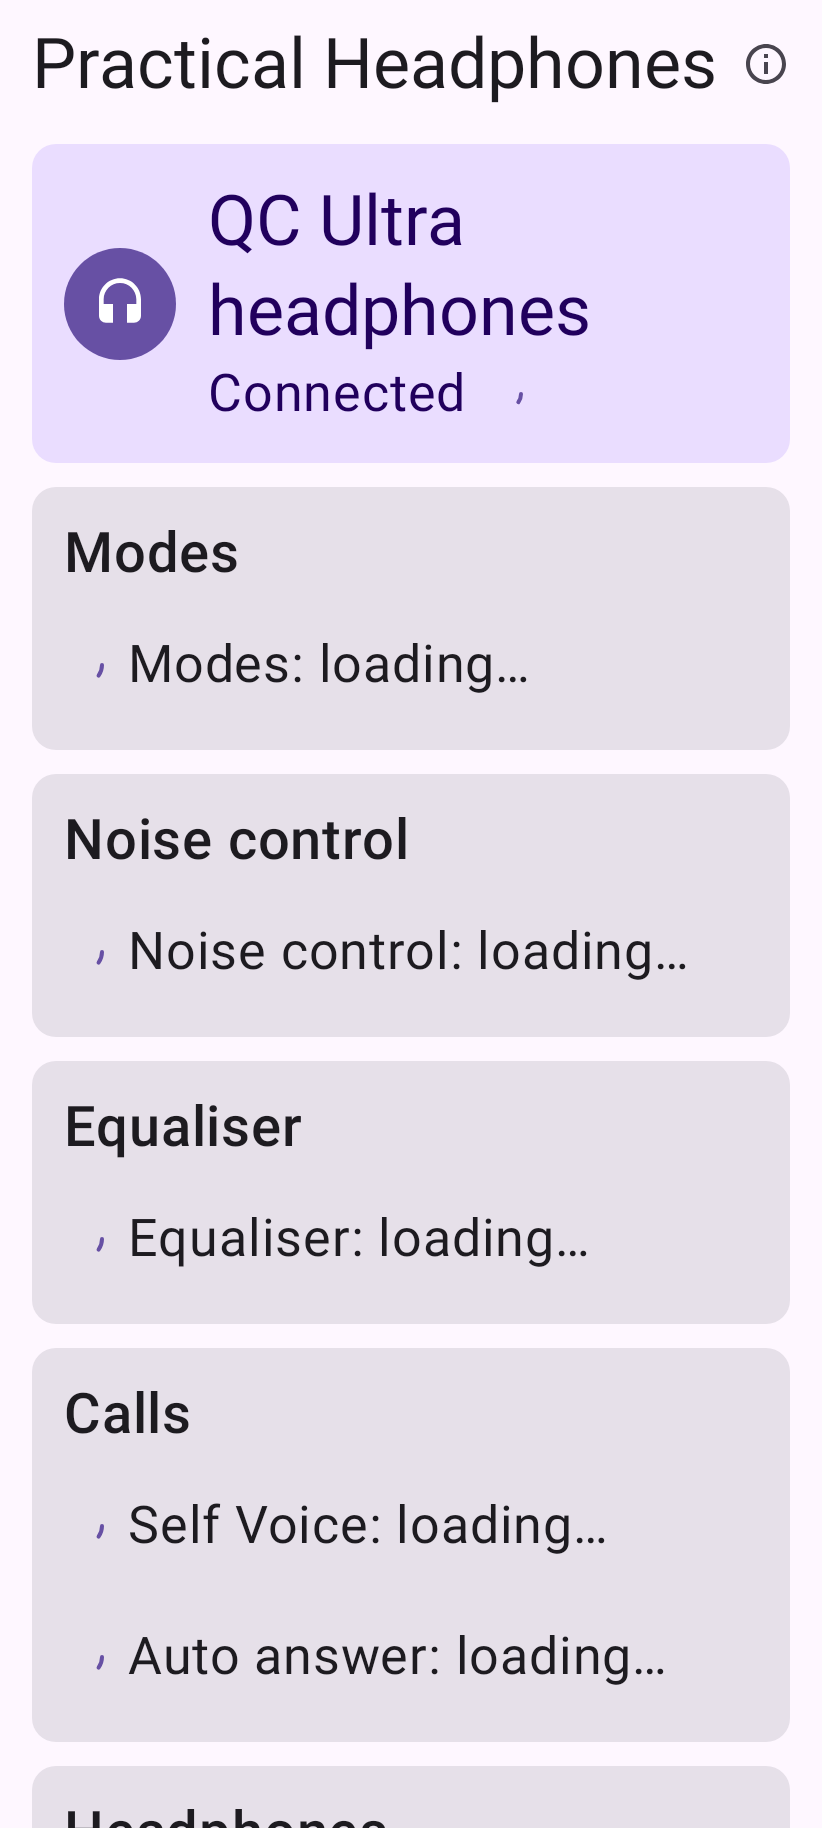 Practical Headphones
QC Ultra
headphones
Connected
Modes
Modes: loading…
Noise control
Noise control: loading…
Equaliser
Equaliser: loading…
Calls
Self Voice: loading…
Auto answer: loading…
Headphones